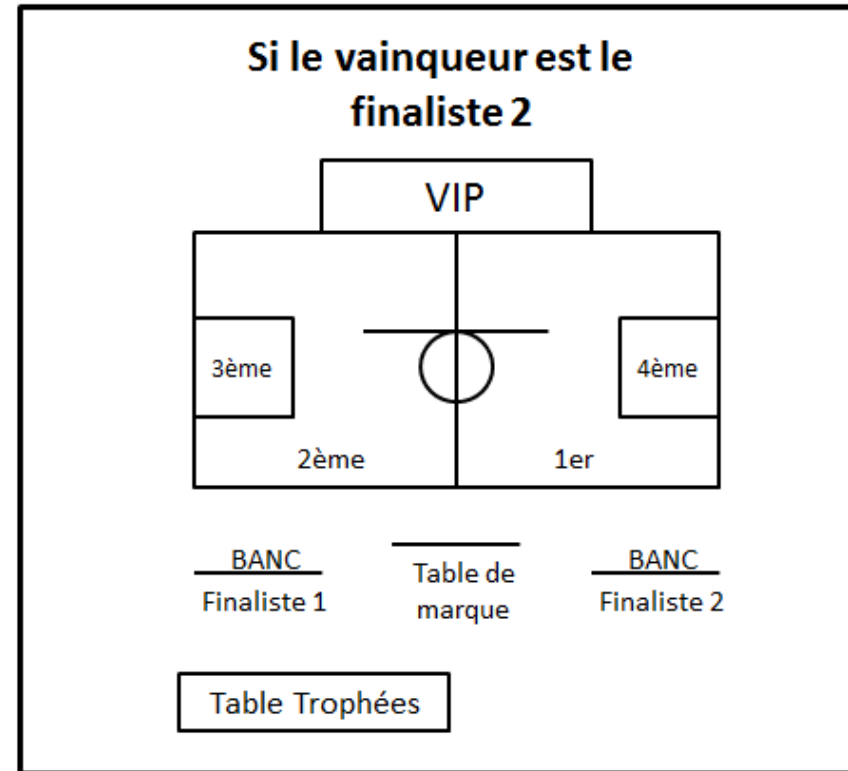 Si le vainqueur est le
finaliste 2
VIP
3ème
4ème
2ème
1er
BANC
Finaliste 1
Table de
marque
BANC
Finaliste 2
Table Trophées